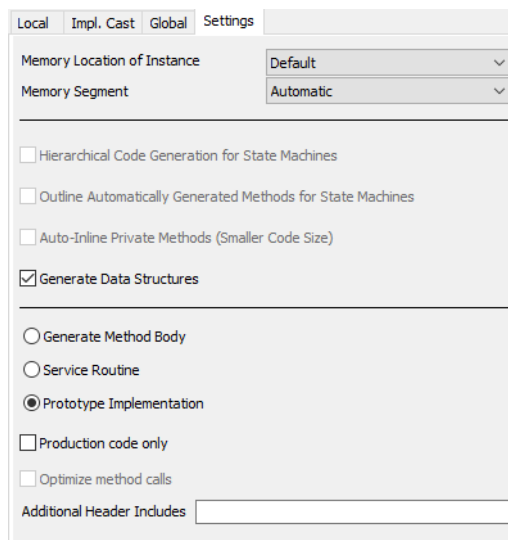 Local Impl. Cast Global Settings
Memory Location of Instance Default
Memory Segment Automatic
Hierarchical Code Generation for State Machines
Outline Automatically Generated Methods for State Machines
Auto-Inline Private Methods (Smaller Code Size)
Generate Data Structures
Generate Method Body
Service Routine
Prototype Implementation
Production code only
Optimize method calls
Additional Header Includes